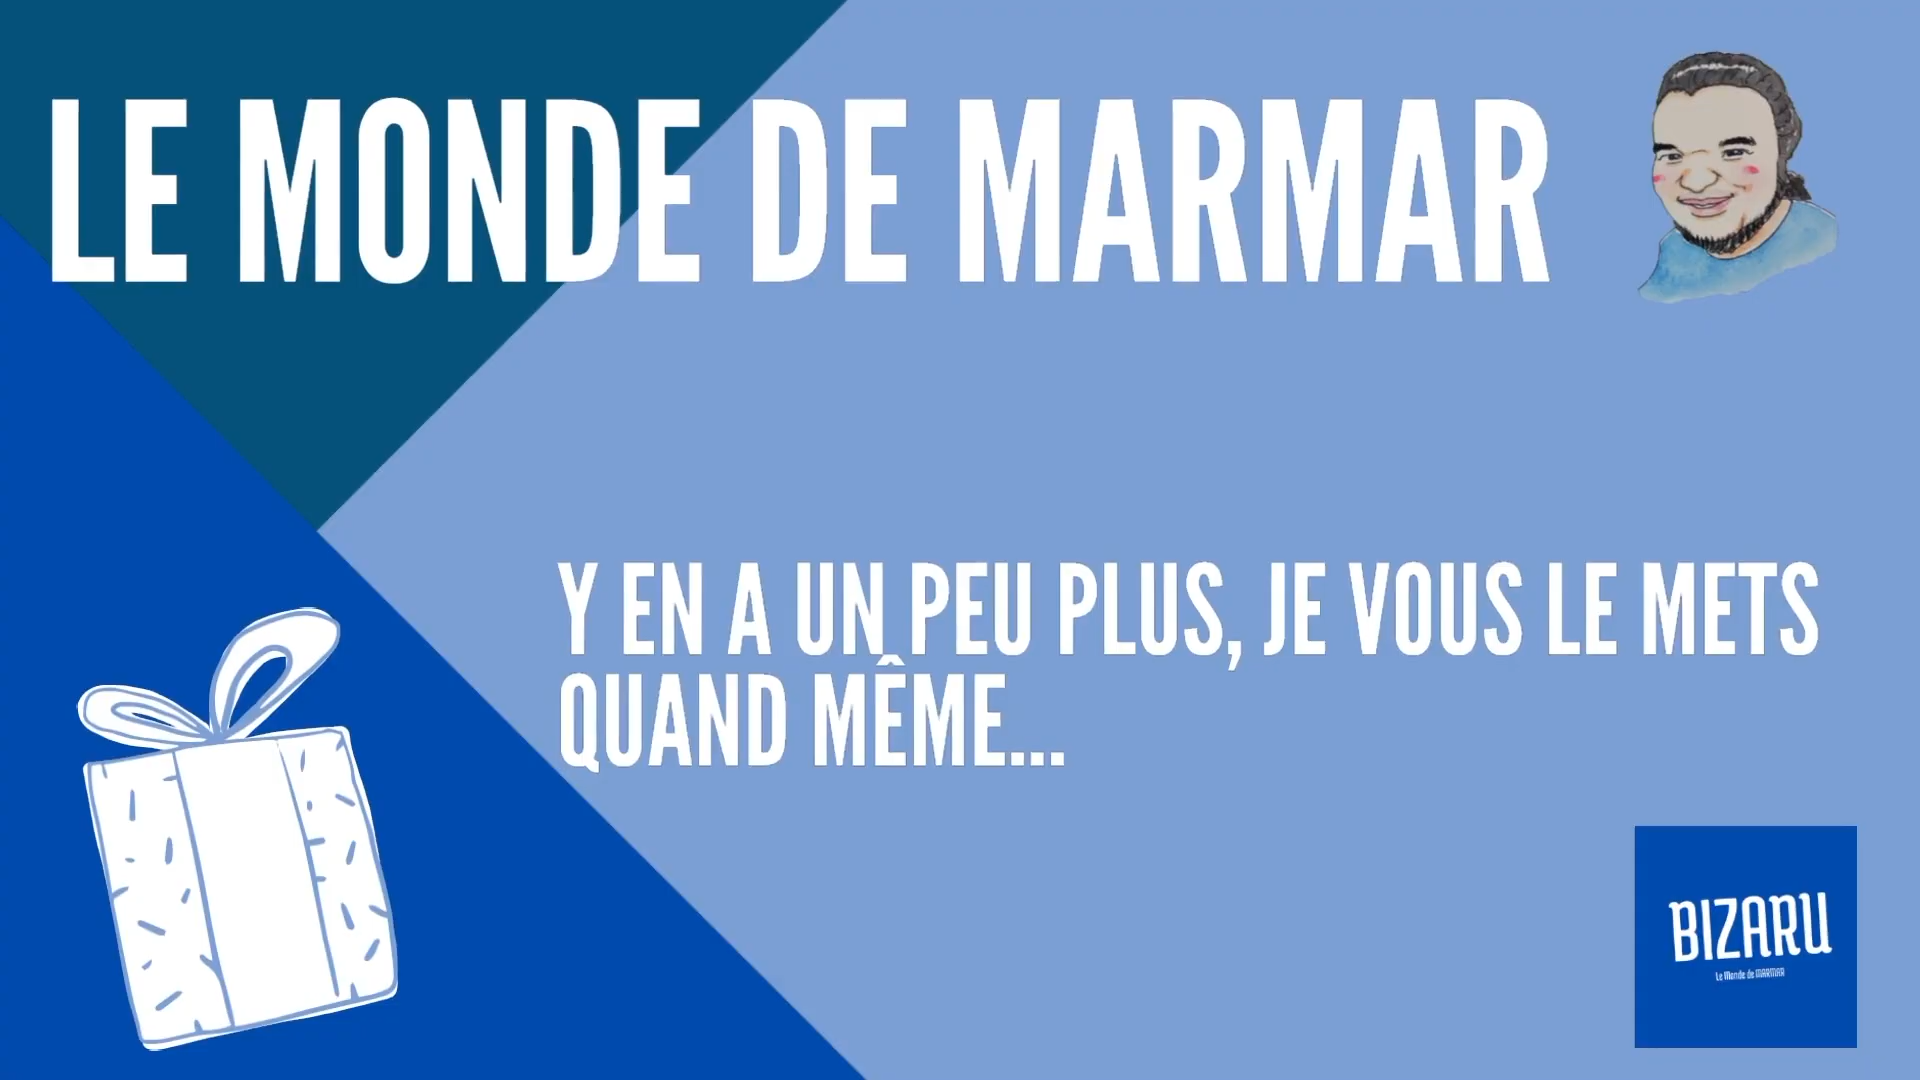 LE MONDE DE MARMAR
Y EN A UN PEU PLUS, JE VOUS LE METS
QUAND MÊME...
BIZARU
Le Monde de MARMAR